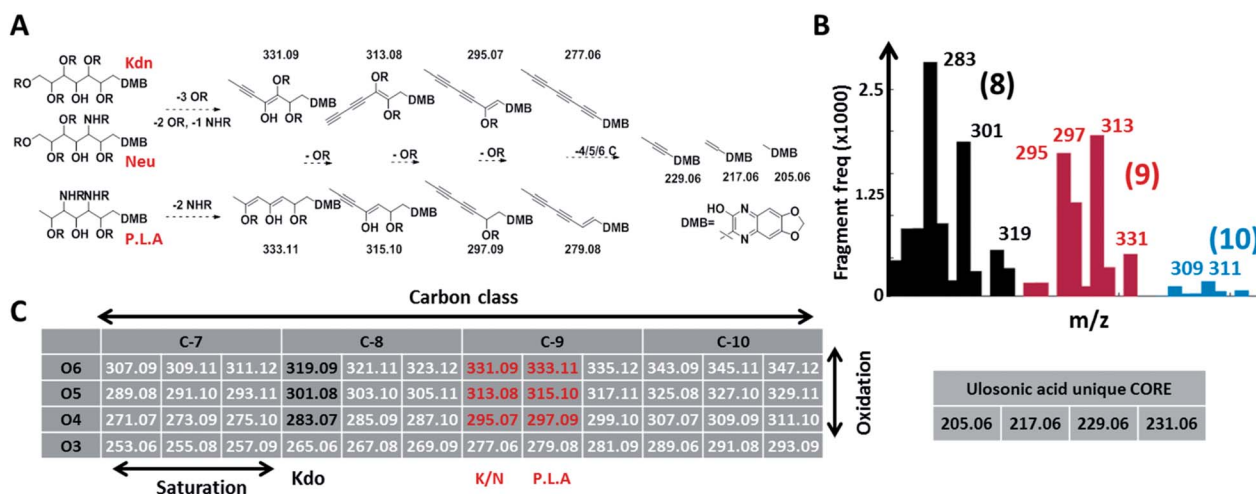 A
Kdn
OR OR
RO
DMB
OR OH OR
-3 OR
-2 OR, -1 NHR
OR NHR
RO
DMB
OR OH OR
Neu
NHR NHR
DMB
OR OH OR
P.L.A
-2 NHR
331.09 313.08 295.07 277.06
OR
DMB
OH OR
OR
DMB
OR
DMB
OR
DMB
- OR - OR - OR -4/5/6 C
DMB DMB DMB
229.06 217.06 205.06
DMB
OR OH OR
DMB
OH OR
DMB
OR
DMB
333.11 315.10 297.09 279.08
DMB=
HO N O
N O
B
Fragment freq (x1000)
2.5
1.25
0
283
301
319
(8)
295 297 313
331
(9)
309 311
(10)
m/z
C
Carbon class
C-7 C-8 C-9 C-10
O6 307.09 309.11 311.12 319.09 321.11 323.12 331.09 333.11 335.12 343.09 345.11 347.12
O5 289.08 291.10 293.11 301.08 303.10 305.11 313.08 315.10 317.11 325.08 327.10 329.11
O4 271.07 273.09 275.10 283.07 285.09 287.10 295.07 297.09 299.10 307.07 309.09 311.10
O3 253.06 255.08 257.09 265.06 267.08 269.09 277.06 279.08 281.09 289.08 291.08 293.09
Oxidation
Saturation
Kdo
K/N
P.L.A
Ulosonic acid unique CORE
205.06 217.06 229.06 231.06